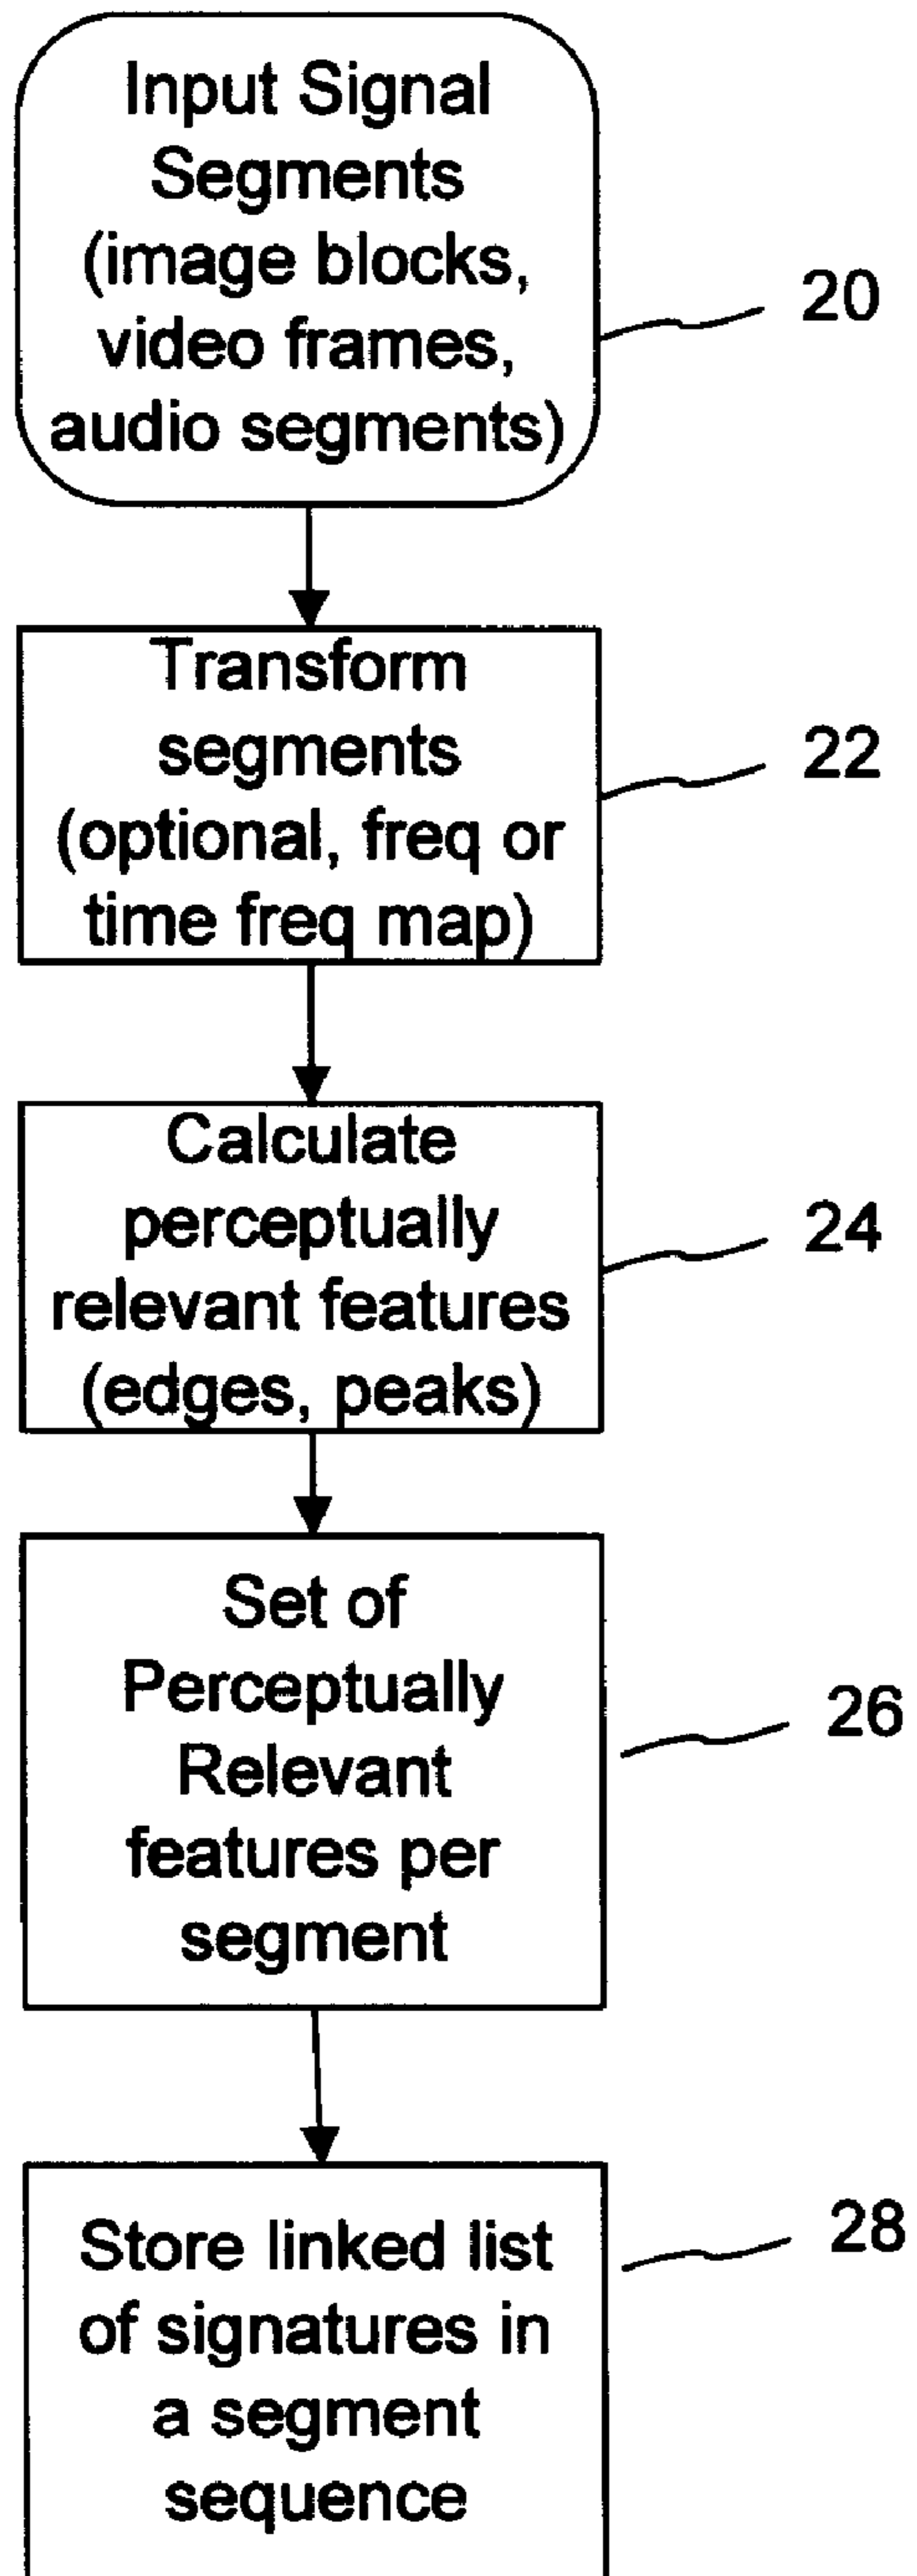 Input Signal
Segments
(image blocks,
video frames,
audio segments)
20
Transform
segments
(optional, freq or
time freq map)
22
Calculate
perceptually
relevant features
(edges, peaks)
24
Set of
Perceptually
Relevant
features per
segment
26
Store linked list
of signatures in
a segment
sequence
28